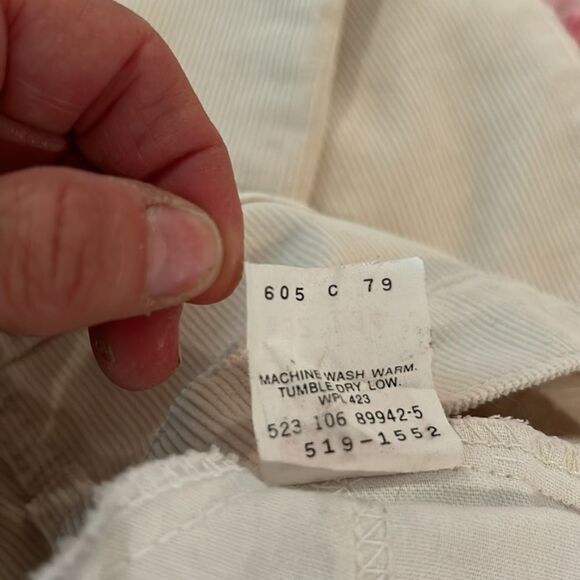 605 C 79
MACHINE WASH WARM.
TUMBLE DRY LOW.
WPL 423
523 106 89942-5
519-1552